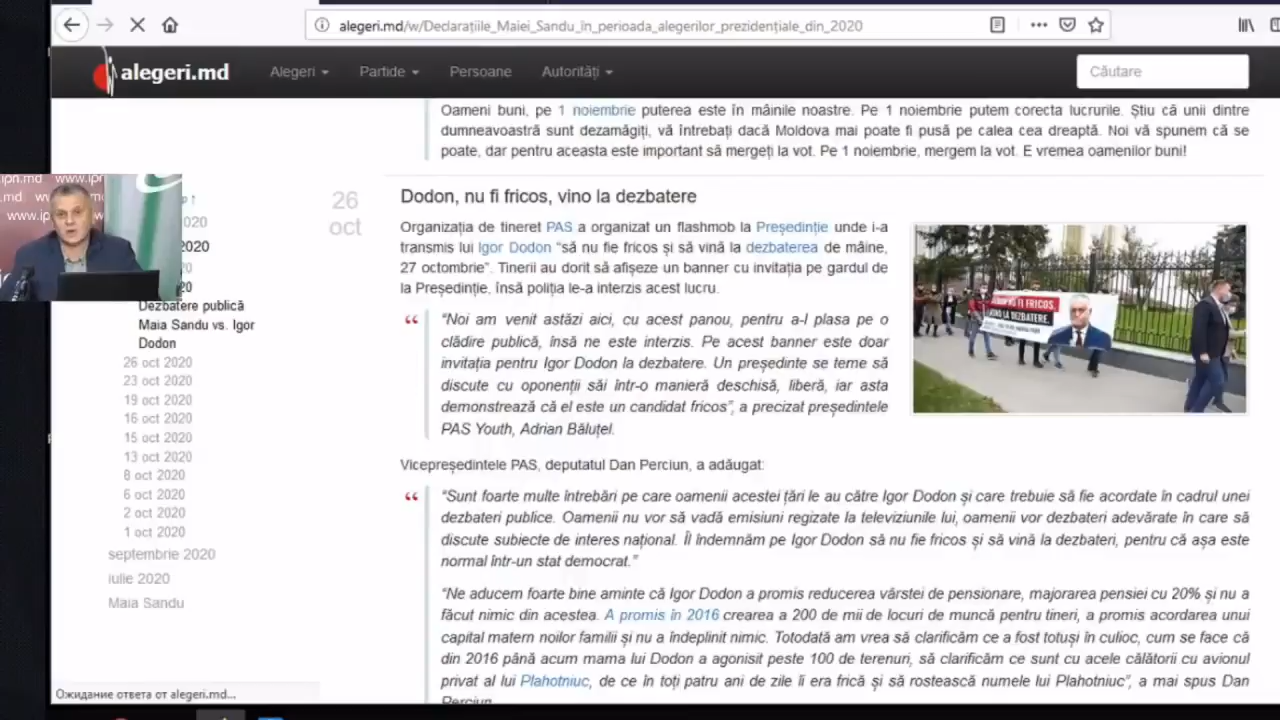 alegeri.md/w/Declarațiile_Maiei_Sandu_în_perioada_alegerilor_prezidențiale_din_2020
alegeri.md
Alegeri
Partide
Persoane
Autorități
Căutare
Oameni buni, pe 1 noiembrie puterea este în mâinile noastre. Pe 1 noiembrie putem corecta lucrurile. Știu că unii dintre
dumneavoastră sunt dezamăgiți, vă întrebați dacă Moldova mai poate fi pusă pe calea cea dreaptă. Noi vă spunem că se
poate, dar pentru aceasta este important să mergeți la vot. Pe 1 noiembrie, mergem la vot. E vremea oamenilor buni!
26
oct
Dodon, nu fi fricos, vino la dezbatere
Organizația de tineret PAS a organizat un flashmob la Președinție unde i-a
transmis lui Igor Dodon “să nu fie fricos și să vină la dezbaterea de mâine,
27 octombrie”. Tinerii au dorit să afișeze un banner cu invitația pe gardul de
la Președinție, însă poliția le-a interzis acest lucru.
“Noi am venit astăzi aici, cu acest panou, pentru a-l plasa pe o
clădire publică, însă ne este interzis. Pe acest banner este doar
invitația pentru Igor Dodon la dezbatere. Un președinte se teme să
discute cu oponenții săi într-o manieră deschisă, liberă, iar asta
demonstrează că el este un candidat fricos”, a precizat președintele
PAS Youth, Adrian Băluțel.
NU FI FRICOS,
VINO LA DEZBATERE.
Vicepreședintele PAS, deputatul Dan Perciun, a adăugat:
“Sunt foarte multe întrebări pe care oamenii acestei țări le au către Igor Dodon și care trebuie să fie acordate în cadrul unei
dezbateri publice. Oamenii nu vor să vadă emisiuni regizate la televiziunile lui, oamenii vor dezbateri adevărate în care să
discute subiecte de interes național. Îl îndemnăm pe Igor Dodon să nu fie fricos și să vină la dezbateri, pentru că așa este
normal într-un stat democrat.”
“Ne aducem foarte bine aminte că Igor Dodon a promis reducerea vârstei de pensionare, majorarea pensiei cu 20% și nu a
făcut nimic din acestea. A promis în 2016 crearea a 200 de mii de locuri de muncă pentru tineri, a promis acordarea unui
capital matern noilor familii și nu a îndeplinit nimic. Totodată am vrea să clarificăm ce a fost totuși în culioc, cum se face că
din 2016 până acum mama lui Dodon a agonisit peste 100 de terenuri, să clarificăm ce sunt cu acele călătorii cu avionul
privat al lui Plahotniuc, de ce în toți patru ani de zile îi era frică și să rostească numele lui Plahotniuc”, a mai spus Dan
Perciun.
ipn.md www.ipn
.md
www.ip
020
2020
20
20
Dezbatere publică
Maia Sandu vs. Igor
Dodon
26 oct 2020
23 oct 2020
19 oct 2020
16 oct 2020
15 oct 2020
13 oct 2020
8 oct 2020
6 oct 2020
2 oct 2020
1 oct 2020
septembrie 2020
iulie 2020
Maia Sandu
Ожидание ответа от alegeri.md...